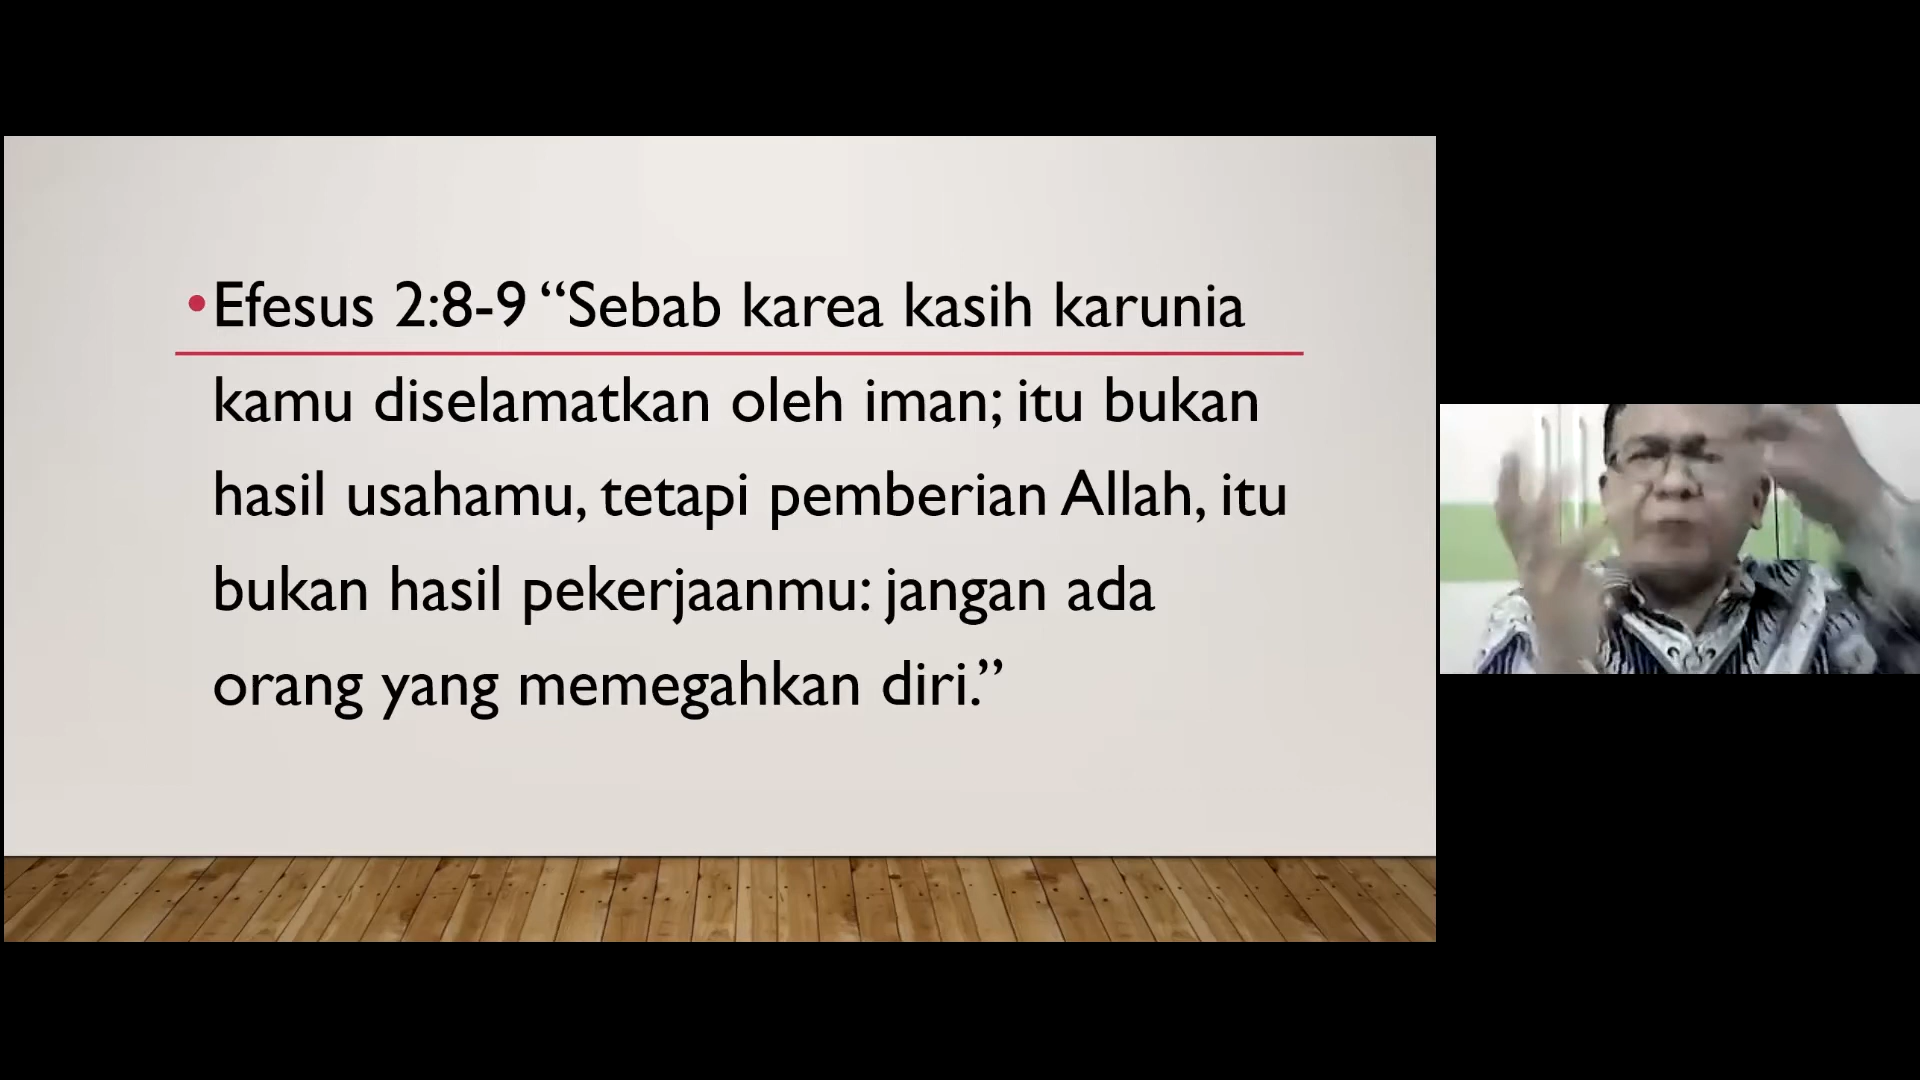 •Efesus 2:8-9 “Sebab karea kasih karunia
kamu diselamatkan oleh iman; itu bukan
hasil usahamu, tetapi pemberian Allah, itu
bukan hasil pekerjaanmu: jangan ada
orang yang memegahkan diri.”